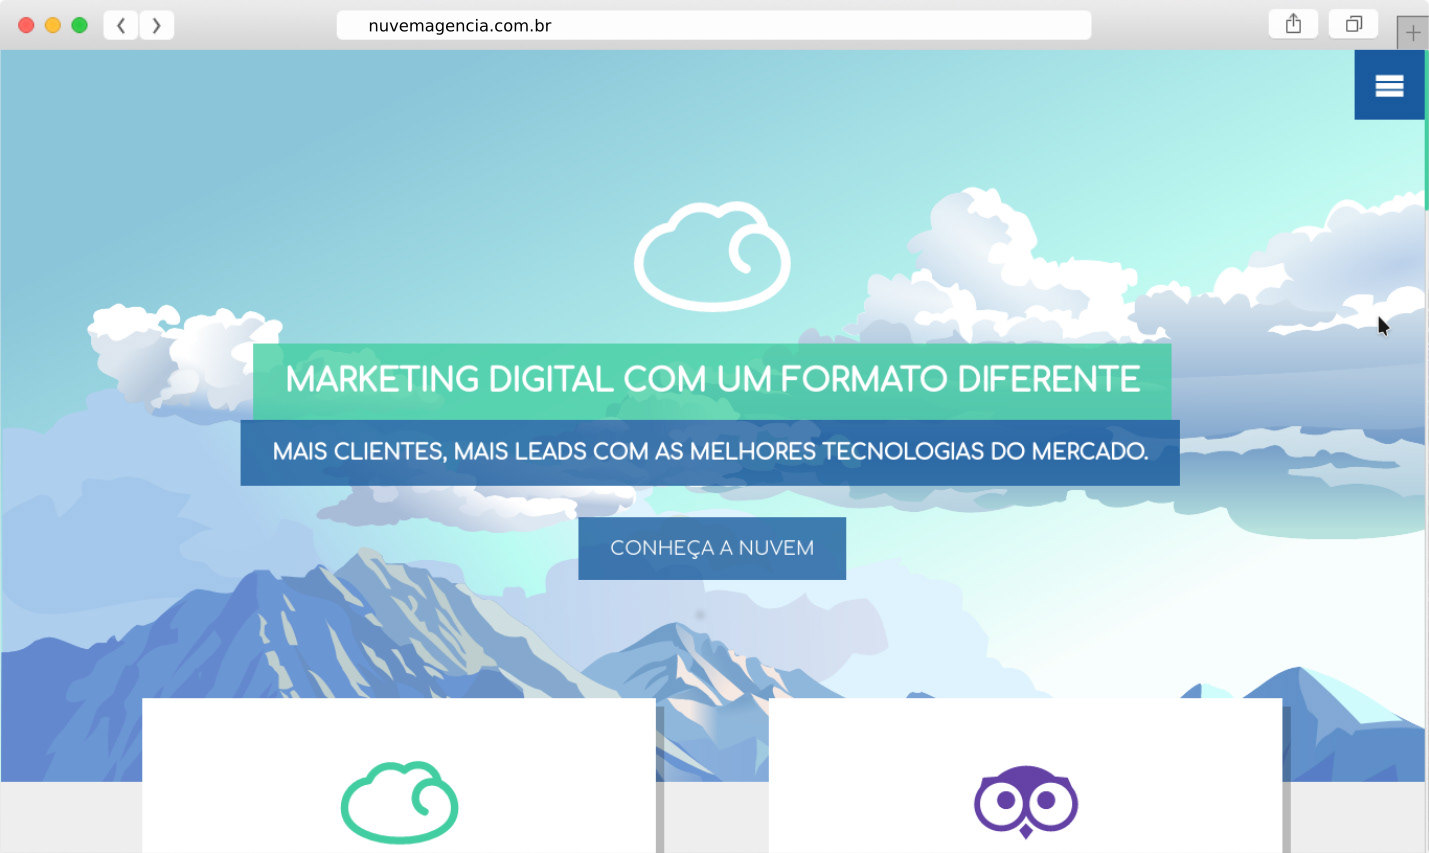 nuvemagencia.com.br
MARKETING DIGITAL COM UM FORMATO DIFERENTE
MAIS CLIENTES, MAIS LEADS COM AS MELHORES TECNOLOGIAS DO MERCADO.
CONHEÇA A NUVEM